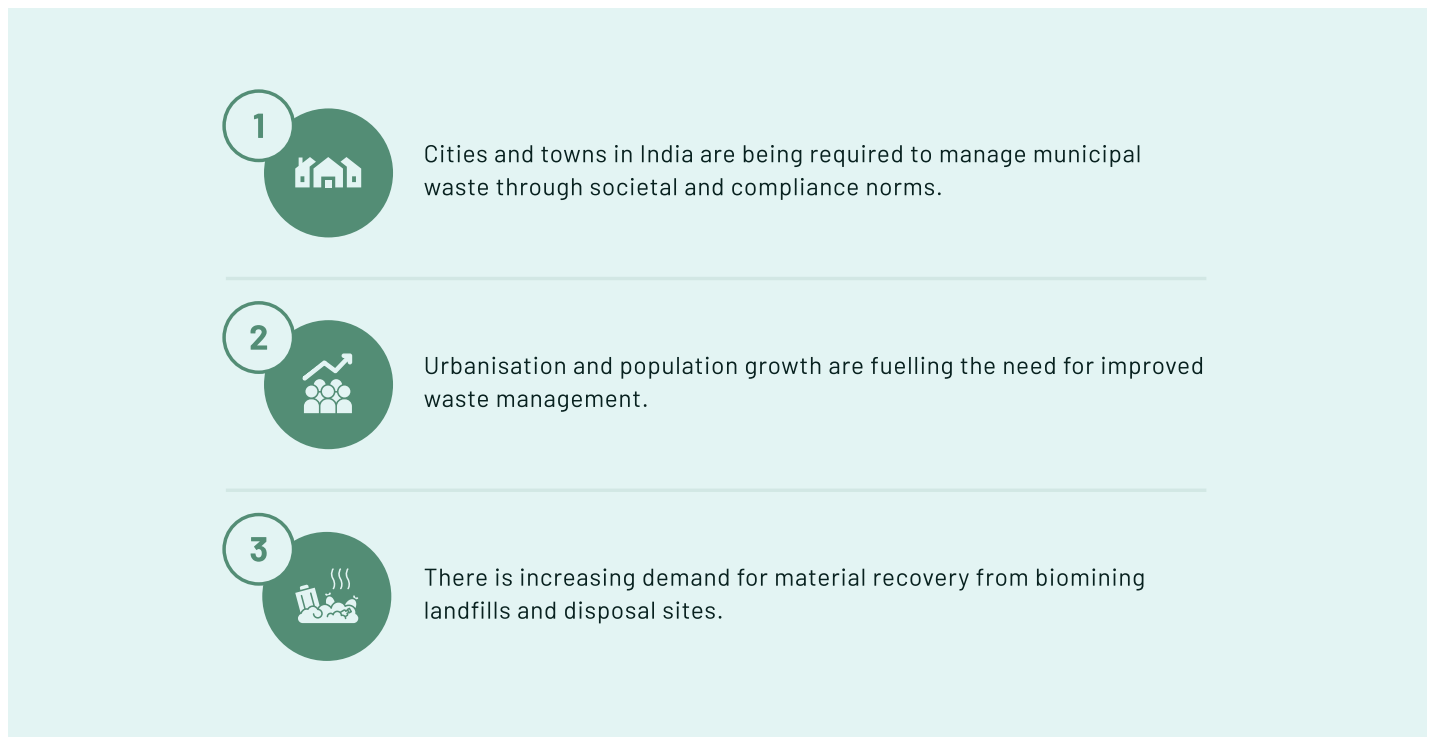 1
Cities and towns in India are being required to manage municipal
waste through societal and compliance norms.
2
Urbanisation and population growth are fuelling the need for improved
waste management.
3
There is increasing demand for material recovery from biomining
landfills and disposal sites.